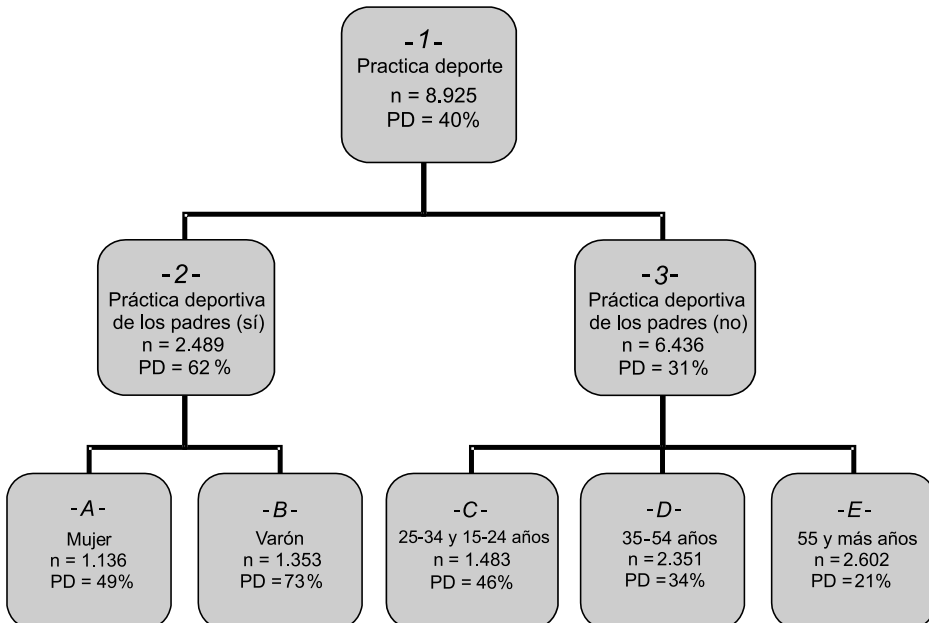 -1-
Practica deporte
n = 8.925
PD = 40%
-2-
Práctica deportiva
de los padres (sí)
n = 2.489
PD = 62 %
-3-
Práctica deportiva
de los padres (no)
n = 6.436
PD = 31%
-A-
Mujer
n = 1.136
PD = 49%
-B-
Varón
n = 1.353
PD = 73%
-C-
25-34 y 15-24 años
n = 1.483
PD = 46%
-D-
35-54 años
n = 2.351
PD = 34%
-E-
55 y más años
n = 2.602
PD = 21%